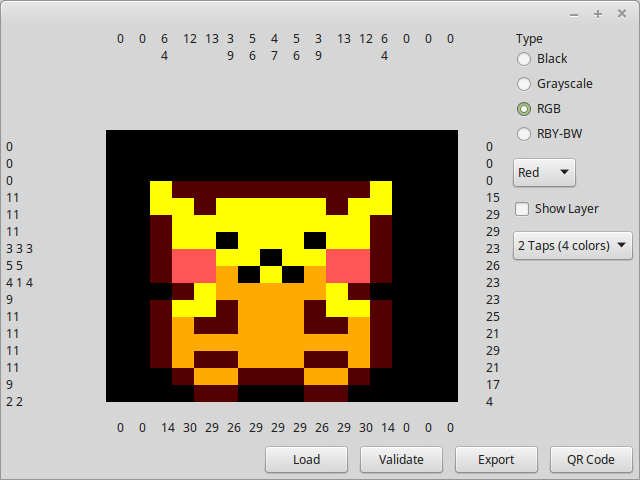 0 0 6 12 13 3 5 4 5 3 13 12 6 0 0 0
4 9 6 7 6 9 4
Type
Black
Grayscale
RGB
RBY-BW
Red
Show Layer
2 Taps (4 colors)
0 0
0 0
0 0
11 15
11 29
11 29
3 3 3 23
5 5 26
4 1 4 23
9 23
11 25
11 21
11 29
11 21
9 17
2 2 4
0 0 14 30 29 26 29 29 29 26 29 30 14 0 0 0
Load
Validate
Export
QR Code